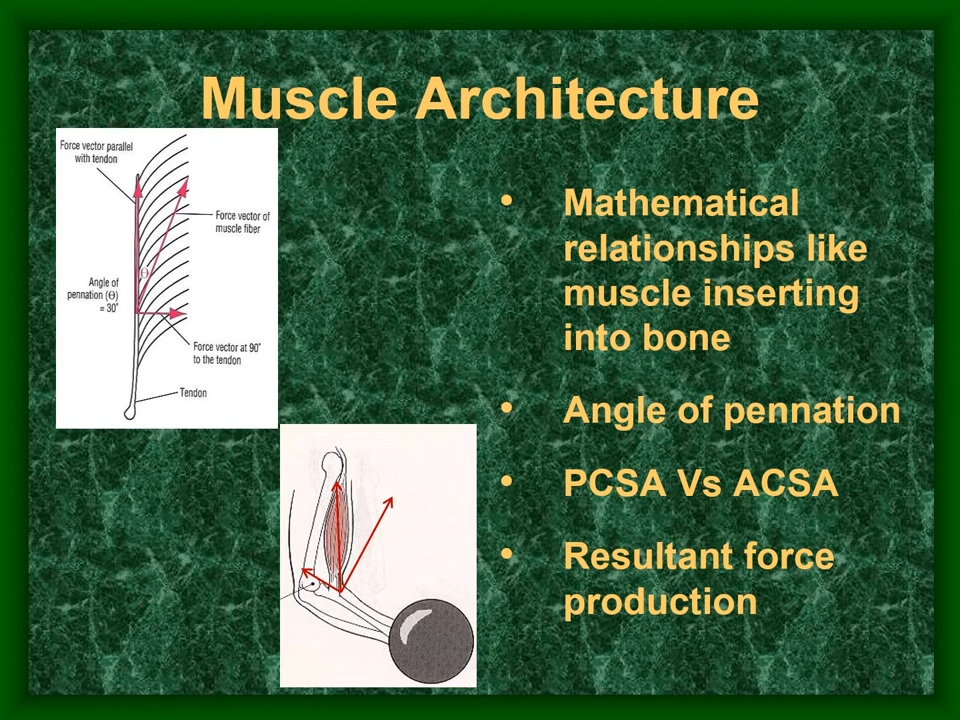 Muscle Architecture
Force vector parallel
with tendon
Force vector of
muscle fiber
Θ
Angle of
pennation (Θ)
= 30°
Force vector at 90°
to the tendon
Tendon
• Mathematical
relationships like
muscle inserting
into bone
• Angle of pennation
• PCSA Vs ACSA
• Resultant force
production